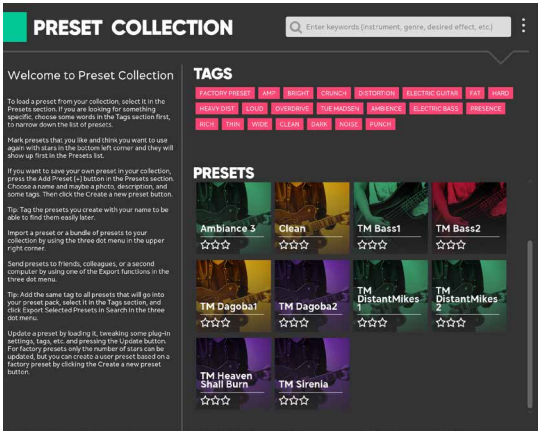 PRESET COLLECTION
Enter keywords (instrument, genre, desired effect, etc.)
Welcome to Preset Collection
To load a preset from your collection, select it in the
Presets section. If you are looking for something
specific, choose some words in the Tags section first,
to narrow down the list of presets.
Mark presets that you like and think you want to use
again with stars in the bottom left corner and they will
show up first in the Presets list.
If you want to save your own preset in your collection,
press the Add Preset (+) button in the Presets section.
Choose a name and maybe a photo, description, and
some tags. Then click the Create a new preset button.
Tip: Tag the presets you create with your name to be
able to find them easily later.
Import a preset or a bundle of presets to your
collection by using the three dot menu in the upper
right corner.
Send presets to friends, colleagues, or a second
computer by using one of the Export functions in the
three dot menu.
Tip: Add the same tag to all presets that will go into
your preset pack, select it in the Tags section, and
click Export Selected Presets in Search in the three
dot menu.
Update a preset by loading it, tweaking some plug-in
settings, tags, etc. and pressing the Update button.
For factory presets only the number of stars can be
updated, but you can create a user preset based on a
factory preset by clicking the Create a new preset
button.
TAGS
FACTORY PRESET AMP BRIGHT CRUNCH DISTORTION ELECTRIC GUITAR FAT HARD
HEAVY DIST LOUD OVERDRIVE TUE MADSEN AMBIENCE ELECTRIC BASS PRESENCE
RICH THIN WIDE CLEAN DARK NOISE PUNCH
PRESETS
Ambiance 3
Clean
TM Bass1
TM Bass2
TM Dagoba1
TM Dagoba2
TM
DistantMikes
1
TM
DistantMikes
2
TM Heaven
Shall Burn
TM Sirenia